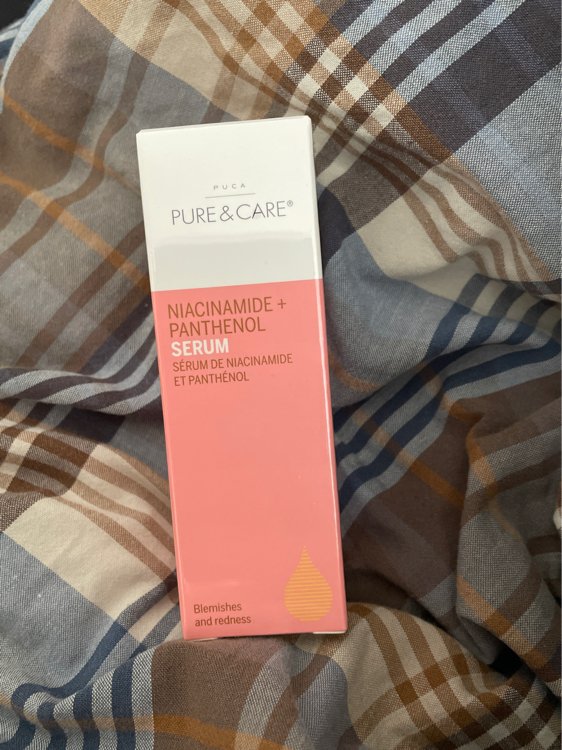 PUCA
PURE & CARE®
NIACINAMIDE +
PANTHENOL
SERUM
SÉRUM DE NIACINAMIDE
ET PANTHÉNOL
Blemishes
and redness